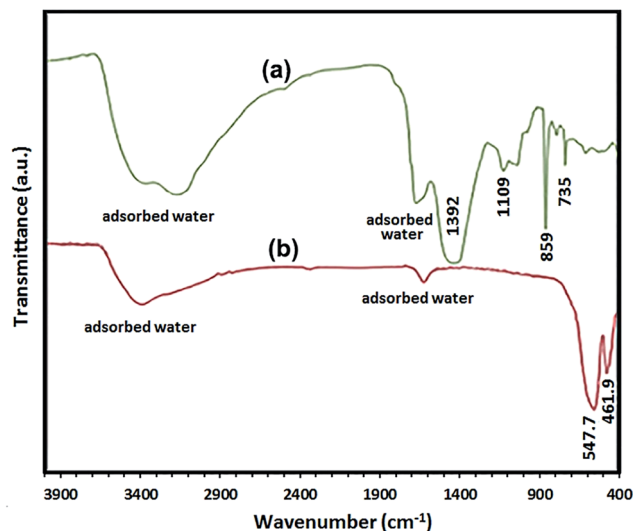 (a)
adsorbed water
adsorbed
water
1392
1109
859
735
(b)
adsorbed water
adsorbed water
547.7
461.9
Transmittance (a.u.)
3900 3400 2900 2400 1900 1400 900 400
Wavenumber (cm-1)